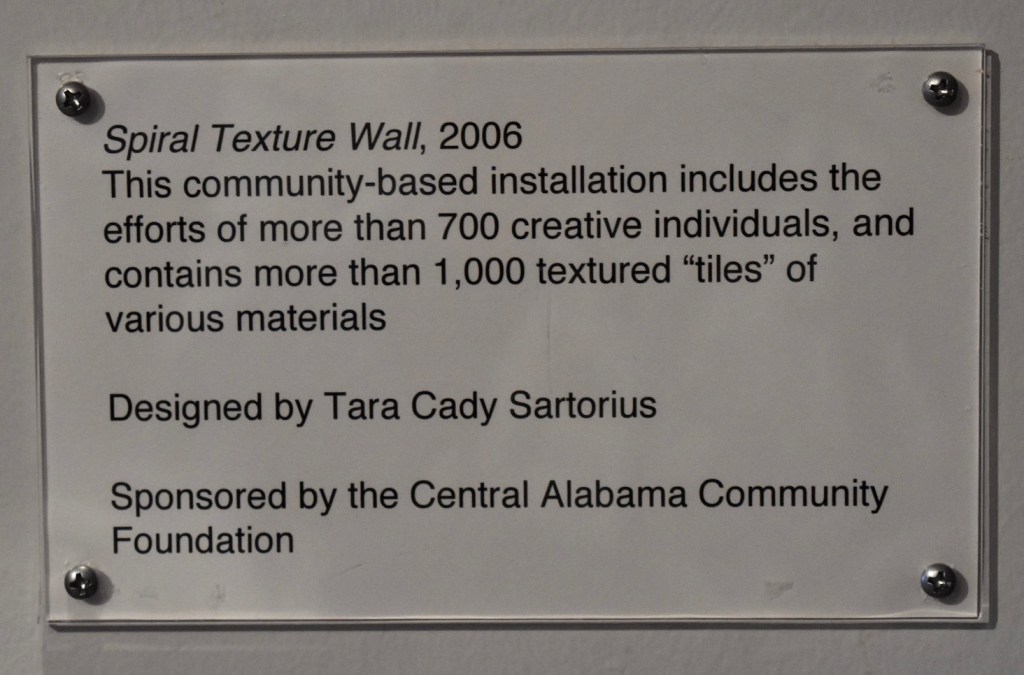 Spiral Texture Wall, 2006
This community-based installation includes the
efforts of more than 700 creative individuals, and
contains more than 1,000 textured “tiles” of
various materials
Designed by Tara Cady Sartorius
Sponsored by the Central Alabama Community
Foundation